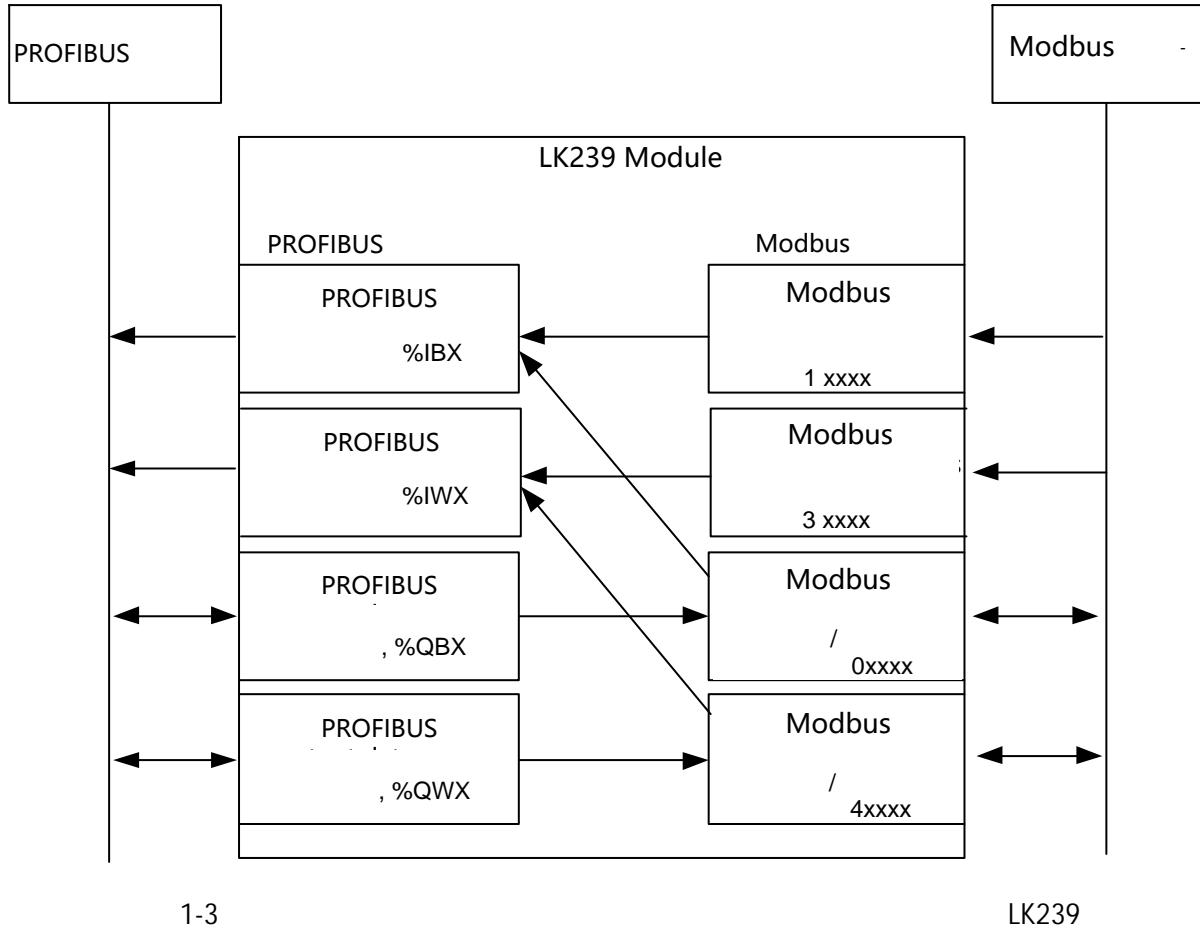 PROFIBUS
Modbus -
LK239 Module
PROFIBUS
Modbus
PROFIBUS
%IBX
Modbus
1 xxxx
PROFIBUS
%IWX
Modbus
3 xxxx
PROFIBUS
, %QBX
Modbus
/
0xxxx
PROFIBUS
, %QWX
Modbus
/
4xxxx
1-3 LK239